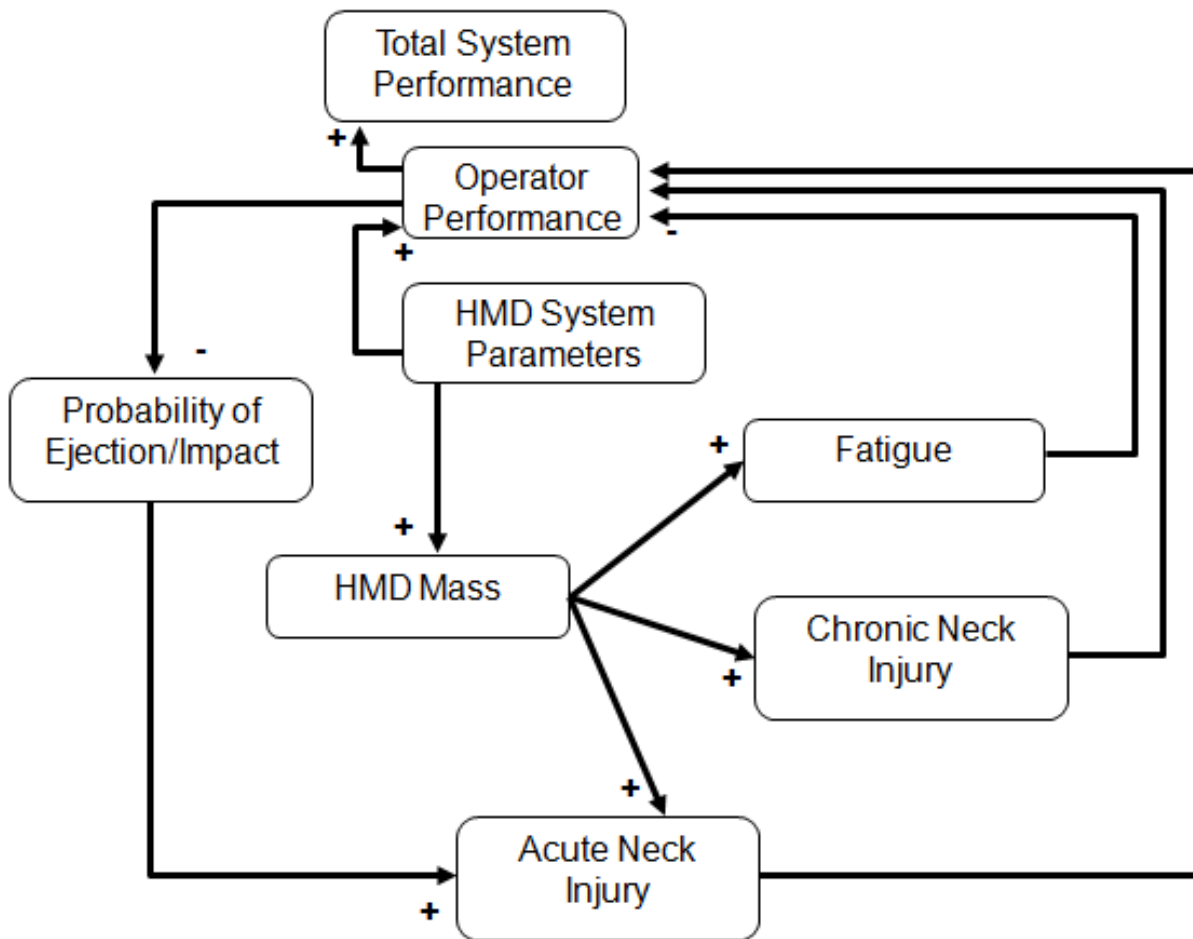 Total System
Performance
+
Operator
Performance
-
+
HMD System
Parameters
-
Probability of
Ejection/Impact
+
Fatigue
+
HMD Mass
Chronic Neck
Injury
+
+
Acute Neck
Injury
+